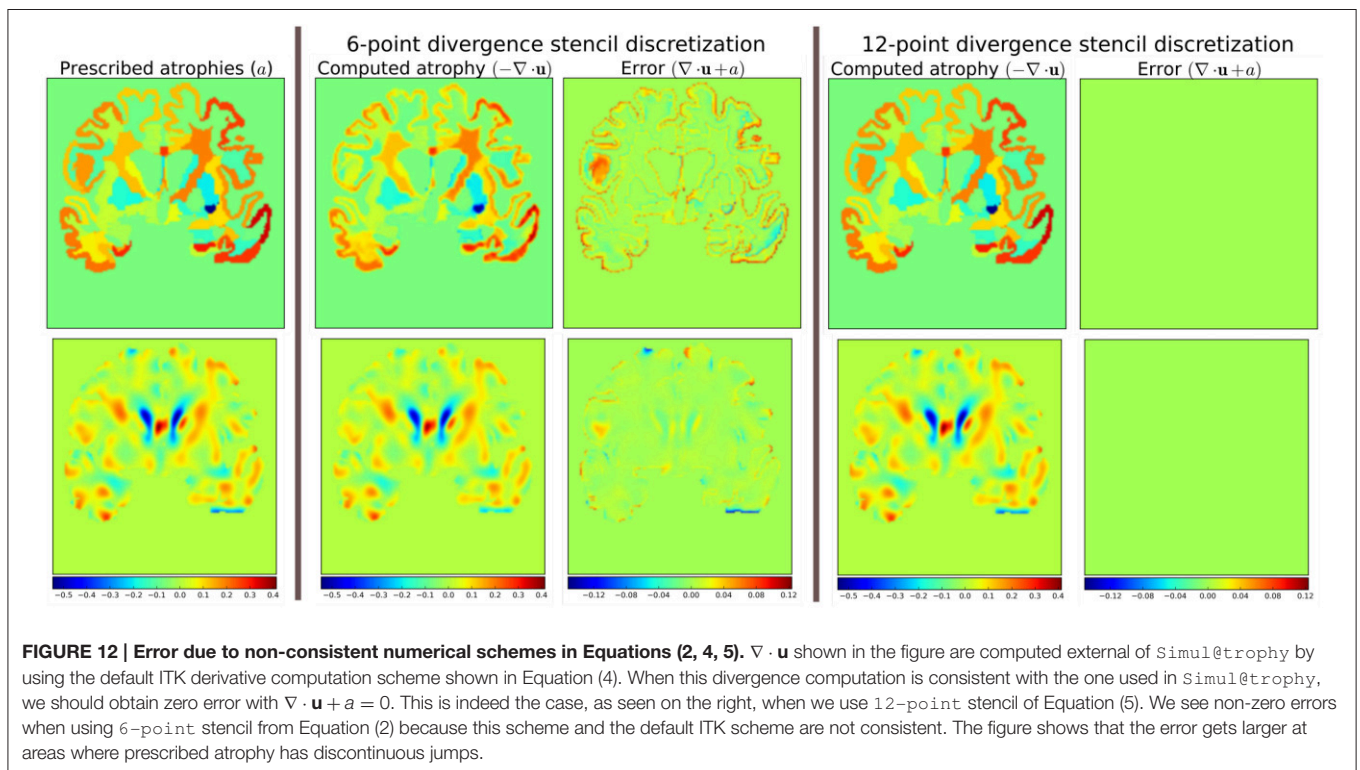 6-point divergence stencil discretization
12-point divergence stencil discretization
Prescribed atrophies (a)
Computed atrophy (−∇ · u)
Error (∇ · u + a)
Computed atrophy (−∇ · u)
Error (∇ · u + a)
−0.5 −0.4 −0.3 −0.2 −0.1 0.0 0.1 0.2 0.3 0.4
−0.5 −0.4 −0.3 −0.2 −0.1 0.0 0.1 0.2 0.3 0.4
−0.12 −0.08 −0.04 0.00 0.04 0.08 0.12
−0.5 −0.4 −0.3 −0.2 −0.1 0.0 0.1 0.2 0.3 0.4
−0.12 −0.08 −0.04 0.00 0.04 0.08 0.12
FIGURE 12 | Error due to non-consistent numerical schemes in Equations (2, 4, 5). ∇ · u shown in the figure are computed external of Simul@trophy by
using the default ITK derivative computation scheme shown in Equation (4). When this divergence computation is consistent with the one used in Simul@trophy,
we should obtain zero error with ∇ · u + a = 0. This is indeed the case, as seen on the right, when we use 12-point stencil of Equation (5). We see non-zero errors
when using 6-point stencil from Equation (2) because this scheme and the default ITK scheme are not consistent. The figure shows that the error gets larger at
areas where prescribed atrophy has discontinuous jumps.